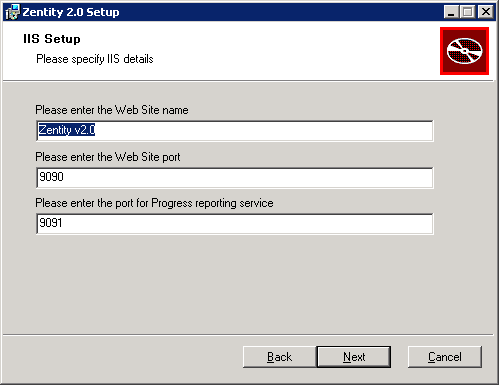 Zentity 2.0 Setup
IIS Setup
Please specify IIS details
Please enter the Web Site name
Zentity v2.0
Please enter the Web Site port
9090
Please enter the port for Progress reporting service
9091
Back Next Cancel